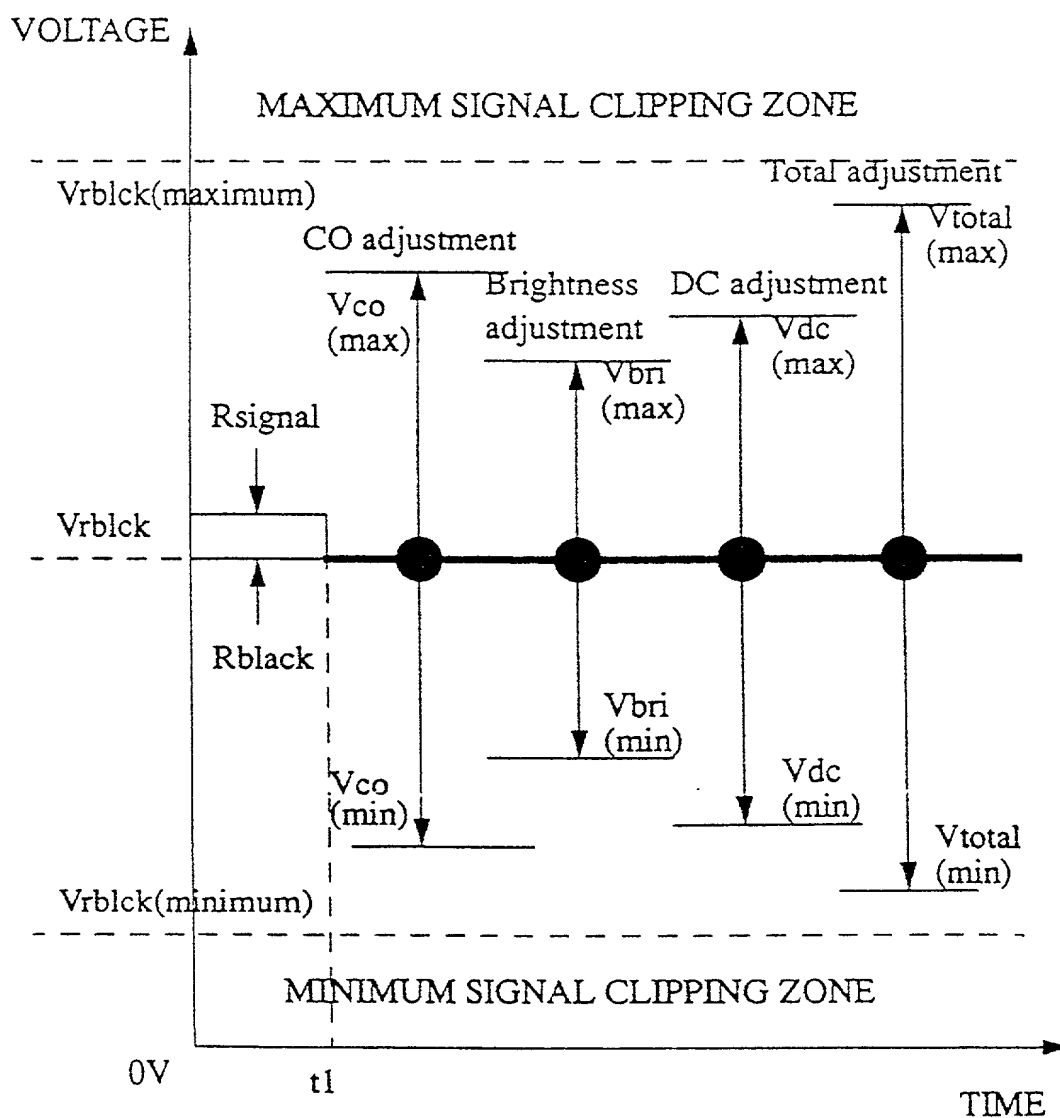 VOLTAGE
MAXIMUM SIGNAL CLIPPING ZONE
Total adjustment
Vrblck(maximum)
Vtotal
(max)
CO adjustment
Vco
(max)
Brightness
adjustment
DC adjustment
Vdc
(max)
Vbri
(max)
Rsignal
Vrblck
Rblack
Vbri
(min)
Vco
(min)
Vdc
(min)
Vtotal
(min)
Vrblck(minimum)
MINIMUM SIGNAL CLIPPING ZONE
0V
t1
TIME